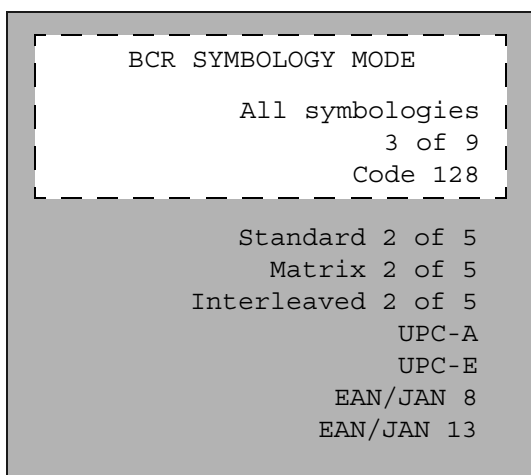 BCR SYMBOLOGY MODE
All symbologies
3 of 9
Code 128
Standard 2 of 5
Matrix 2 of 5
Interleaved 2 of 5
UPC-A
UPC-E
EAN/JAN 8
EAN/JAN 13